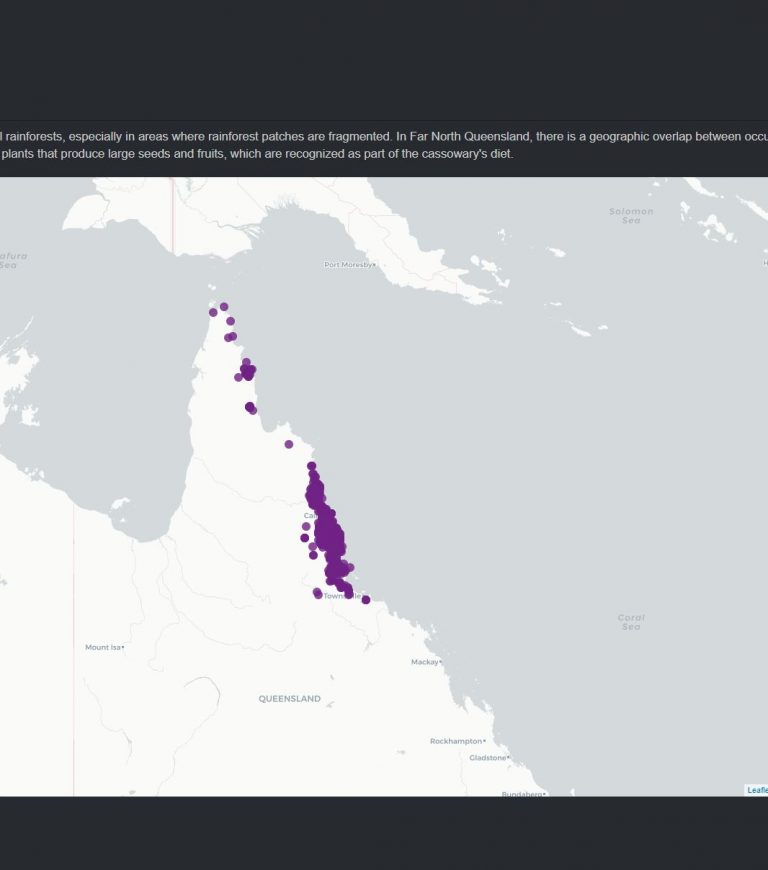 l rainforests, especially in areas where rainforest patches are fragmented. In Far North Queensland, there is a geographic overlap between occu
plants that produce large seeds and fruits, which are recognized as part of the cassowary's diet.
Solomon
Sea
afura
Sea
Port Moresby
Ca
Towns
Coral
Sea
Mount Isa
Mackay
QUEENSLAND
Rockhampton
Gladstone
Leafle
Bundaberg